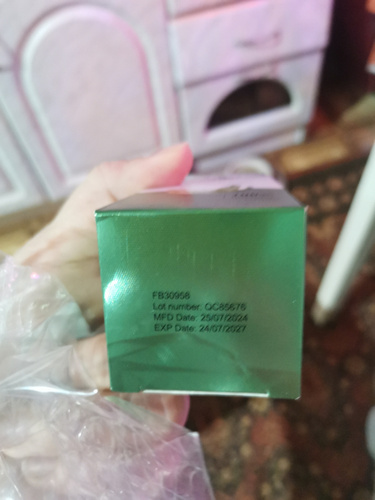 FB30958
Lot number: QC85676
MFD Date: 25/07/2024
EXP Date: 24/07/2027